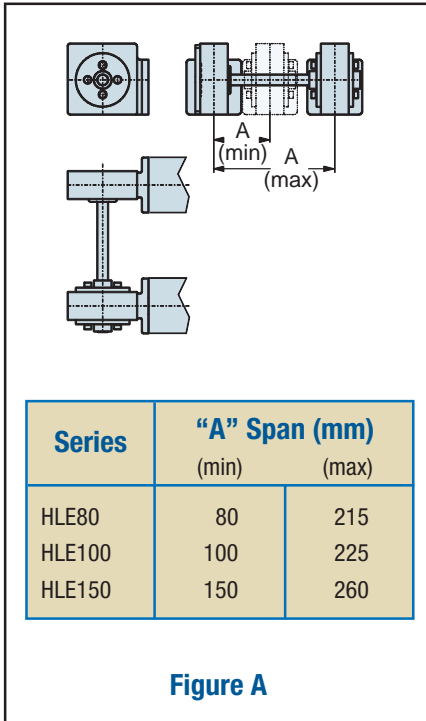 A
(min)
A
(max)
Series “A” Span (mm)
(min) (max)
HLE80 80 215
HLE100 100 225
HLE150 150 260
Figure A